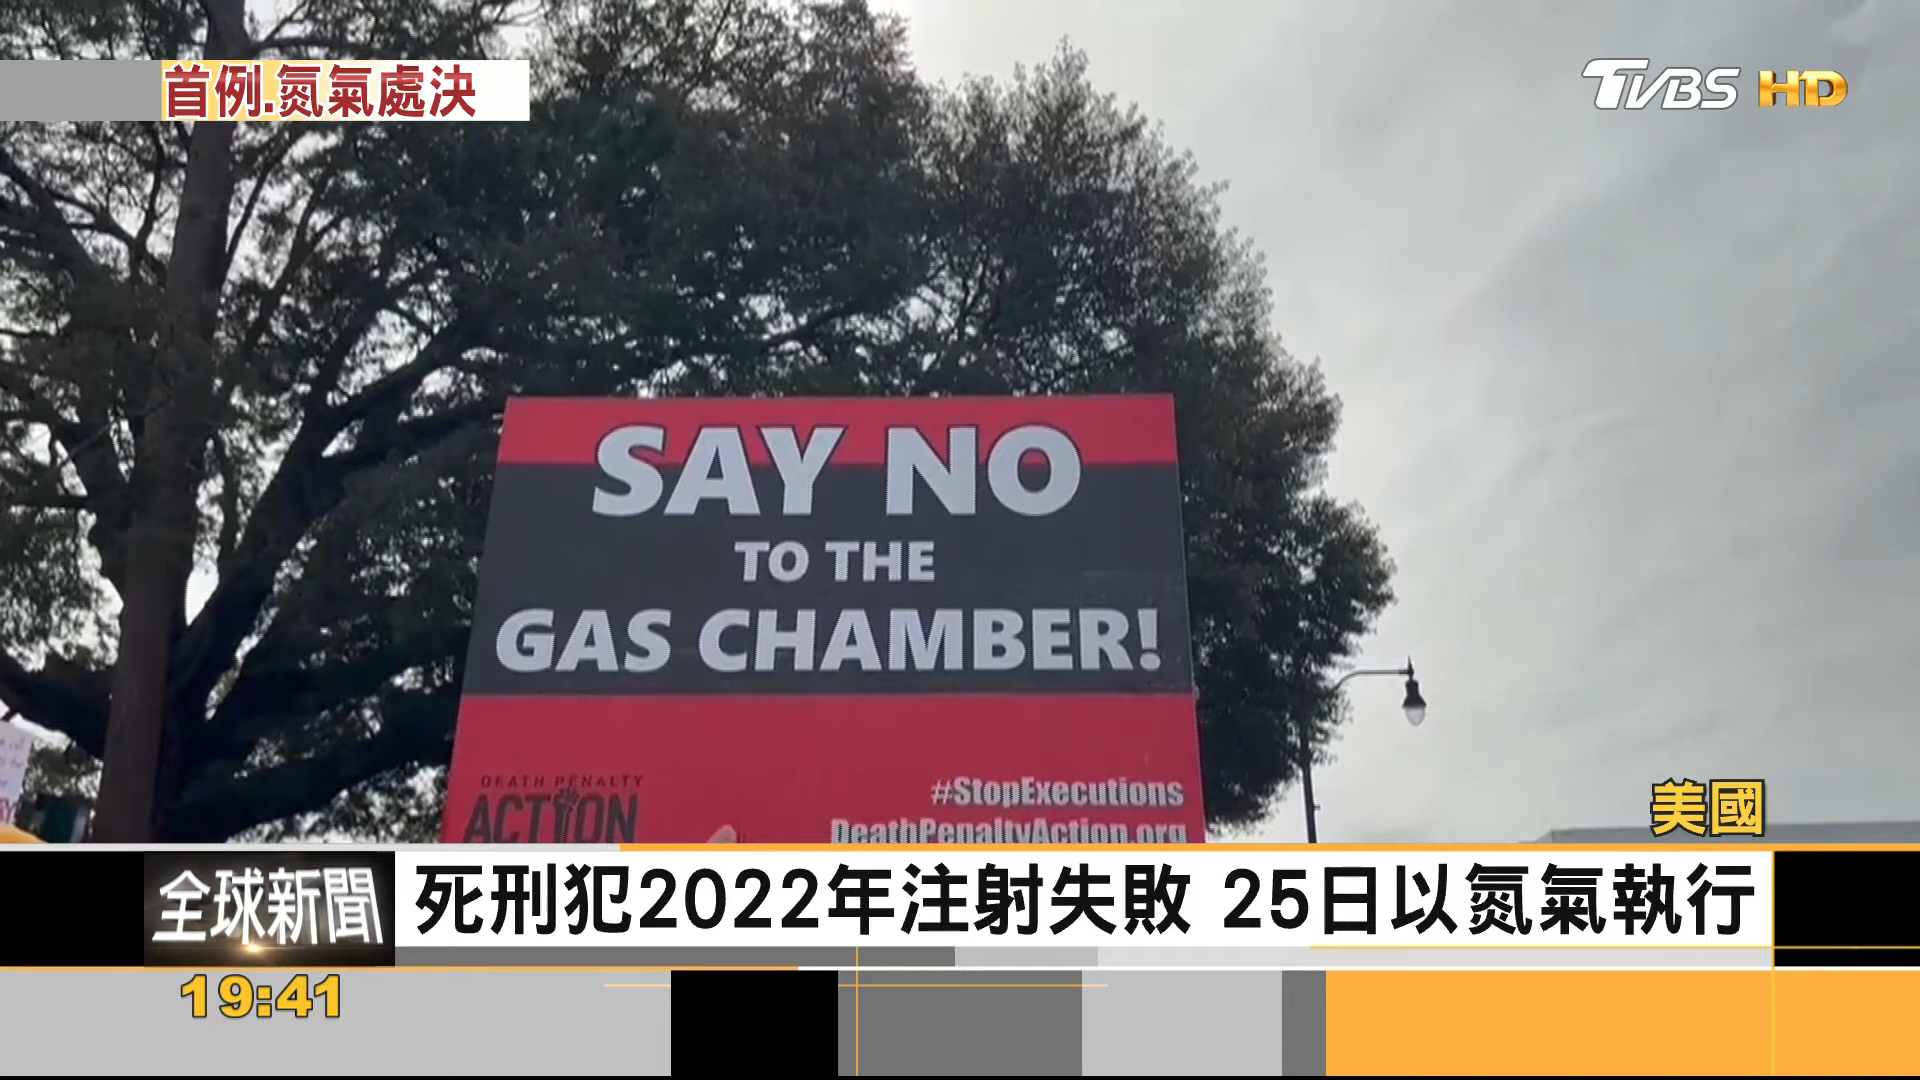 首例.氮氣處決
TVBS HD
SAY NO
TO THE
GAS CHAMBER!
DEATH PENALTY
ACTION
#StopExecutions
DeathPenaltyAction.org
美國
全球新聞
死刑犯2022年注射失敗 25日以氮氣執行
19:41